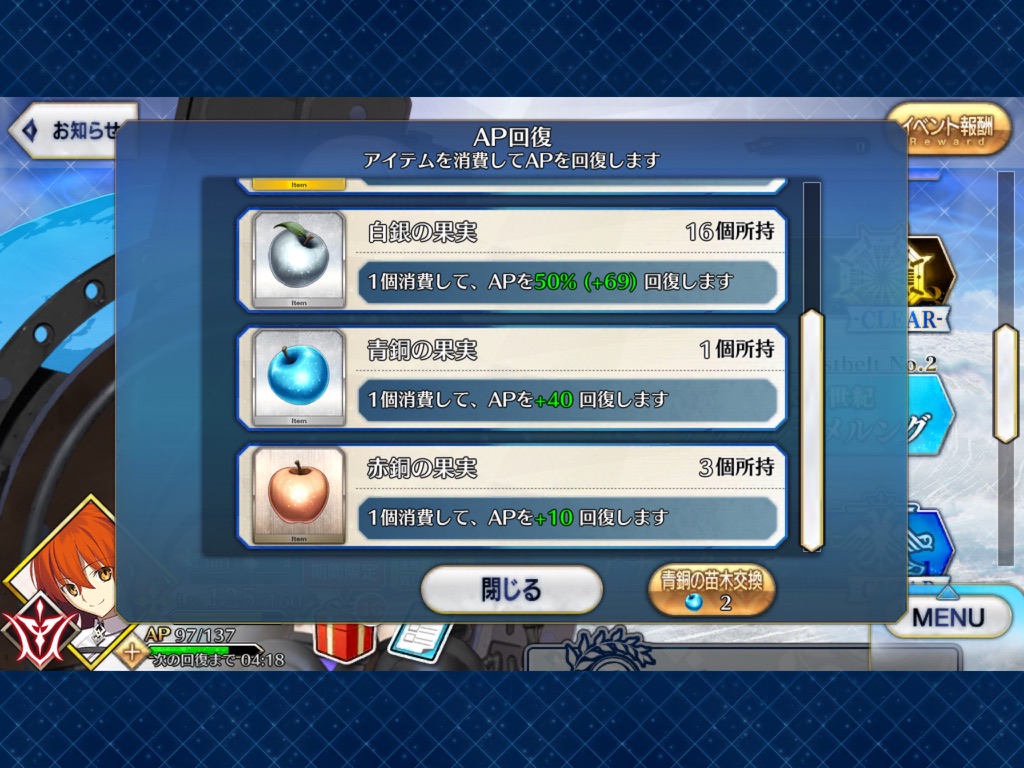 お知らせ
イベント報酬
Reward
AP回復
アイテムを消費してAPを回復します
Item
白銀の果実
16個所持
1個消費して、APを50% (+69) 回復します
Item
-CLEAR-
青銅の果実
1個所持
1個消費して、APを+40 回復します
Item
No.2
赤銅の果実
3個所持
1個消費して、APを+10 回復します
Item
閉じる
青銅の苗木交換
2
MENU
AP 97/137
次の回復まで 04:18